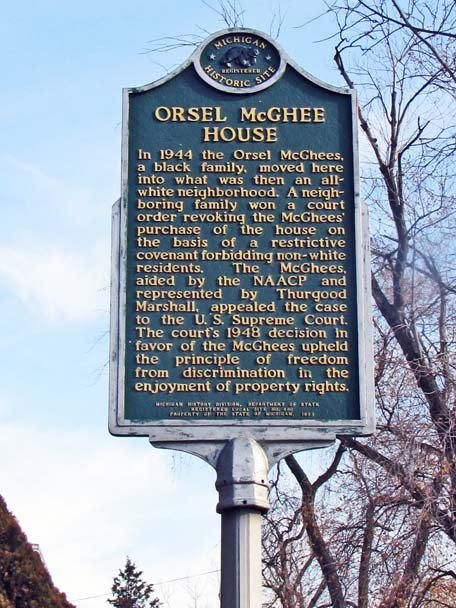 MICHIGAN
REGISTERED
HISTORIC SITE
ORSEL McGHEE
HOUSE
In 1944 the Orsel McGhees,
a black family, moved here
into what was then an all-
white neighborhood. A neigh-
boring family won a court
order revoking the McGhees'
purchase of the house on
the basis of a restrictive
covenant forbidding non-white
residents. The McGhees,
aided by the NAACP and
represented by Thurgood
Marshall, appealed the case
to the U. S. Supreme Court.
The court's 1948 decision in
favor of the McGhees upheld
the principle of freedom
from discrimination in the
enjoyment of property rights.
MICHIGAN HISTORY DIVISION, DEPARTMENT OF STATE
REGISTERED LOCAL SITE NO.
PROPERTY OF THE STATE OF MICHIGAN,